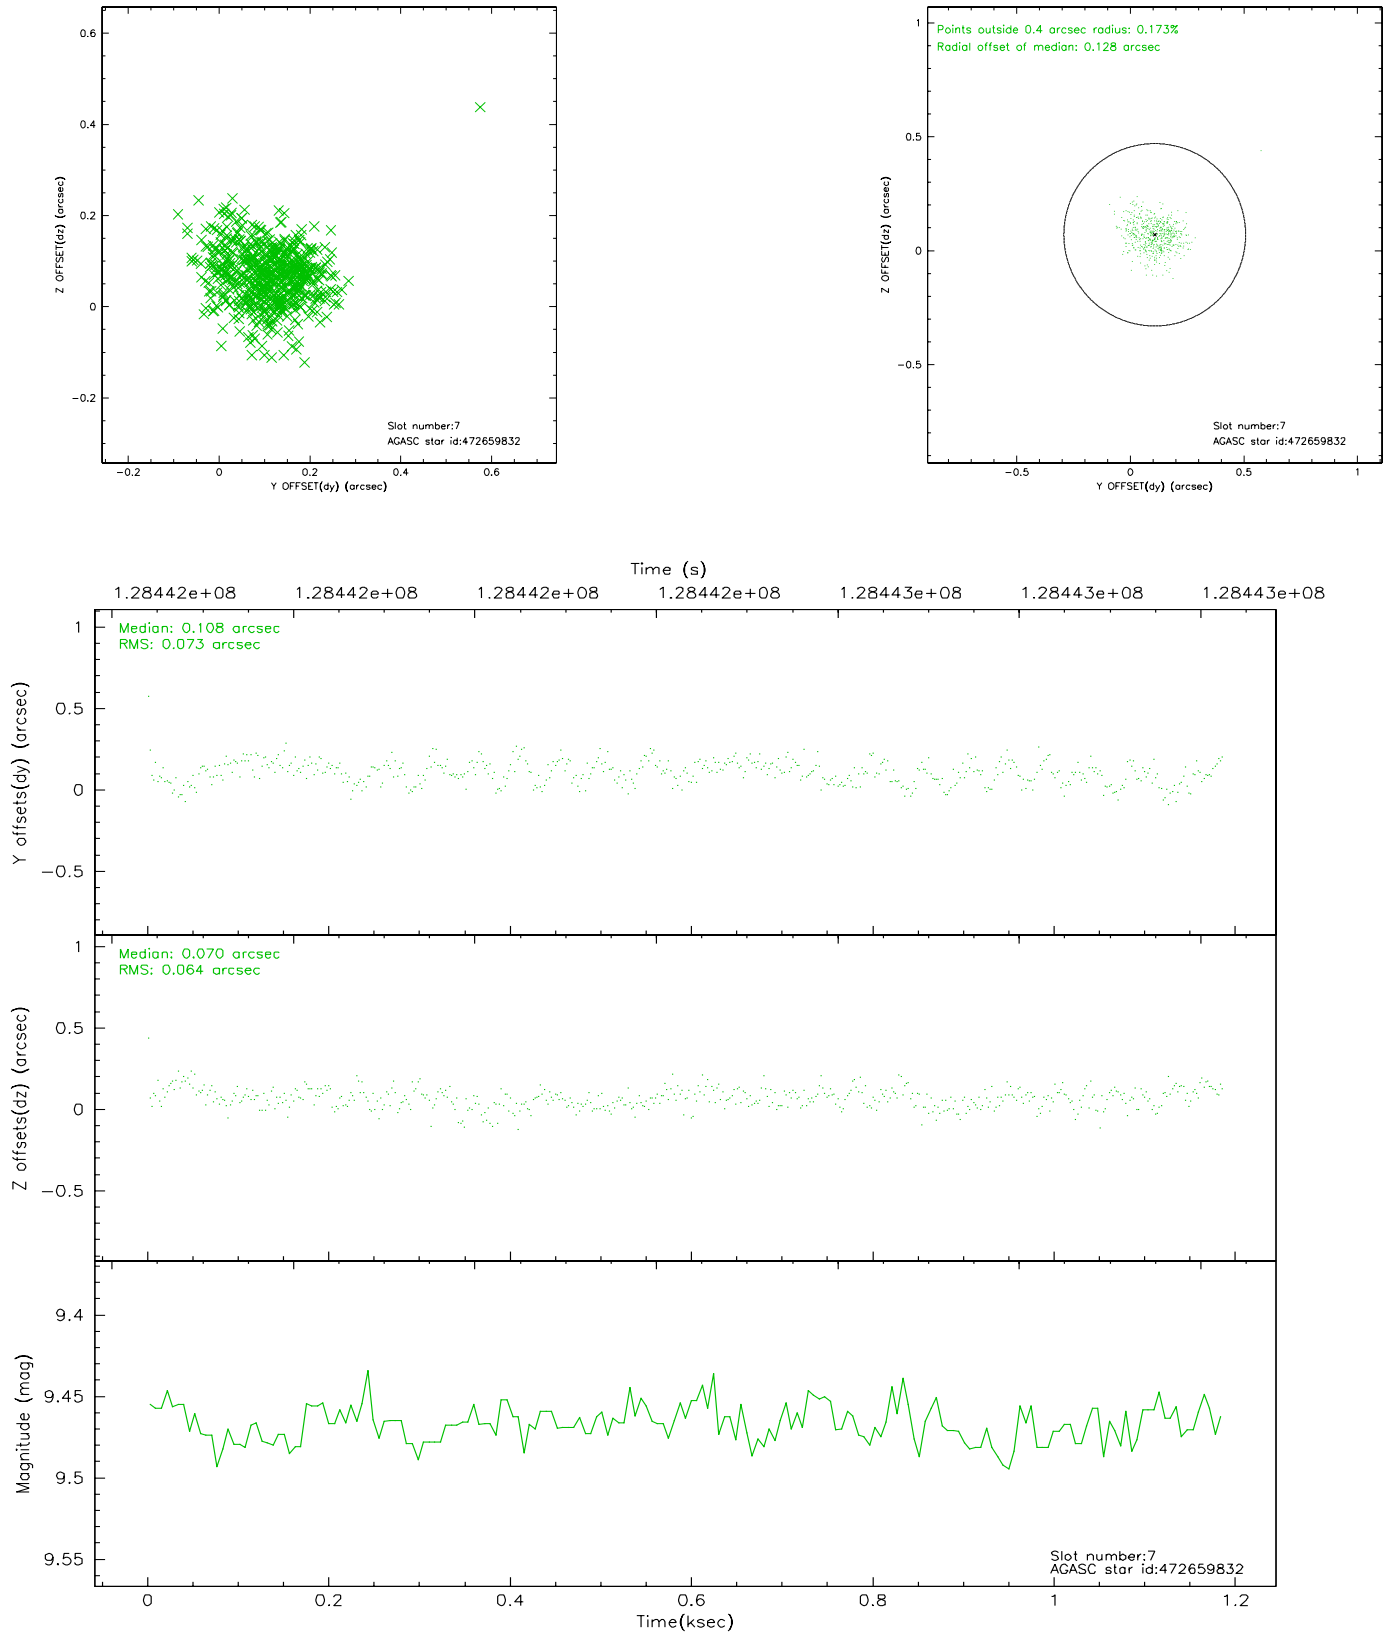 0.6
0.4
0.2
0
−0.2
Z OFFSET(dz) (arcsec)
Slot number:7
AGASC star id:472659832
−0.2 0 0.2 0.4 0.6
Y OFFSET(dy) (arcsec)
Points outside 0.4 arcsec radius: 0.173%
Radial offset of median: 0.128 arcsec
1
0.5
0
−0.5
Z OFFSET(dz) (arcsec)
Slot number:7
AGASC star id:472659832
−0.5 0 0.5 1
Y OFFSET(dy) (arcsec)
Time (s)
1.28442e+08 1.28442e+08 1.28442e+08 1.28442e+08 1.28443e+08 1.28443e+08 1.28443e+08
Median: 0.108 arcsec
RMS: 0.073 arcsec
1
0.5
0
−0.5
Y offsets(dy) (arcsec)
Median: 0.070 arcsec
RMS: 0.064 arcsec
1
0.5
0
−0.5
Z offsets(dz) (arcsec)
9.4
9.45
9.5
9.55
Magnitude (mag)
Slot number:7
AGASC star id:472659832
0 0.2 0.4 0.6 0.8 1 1.2
Time(ksec)